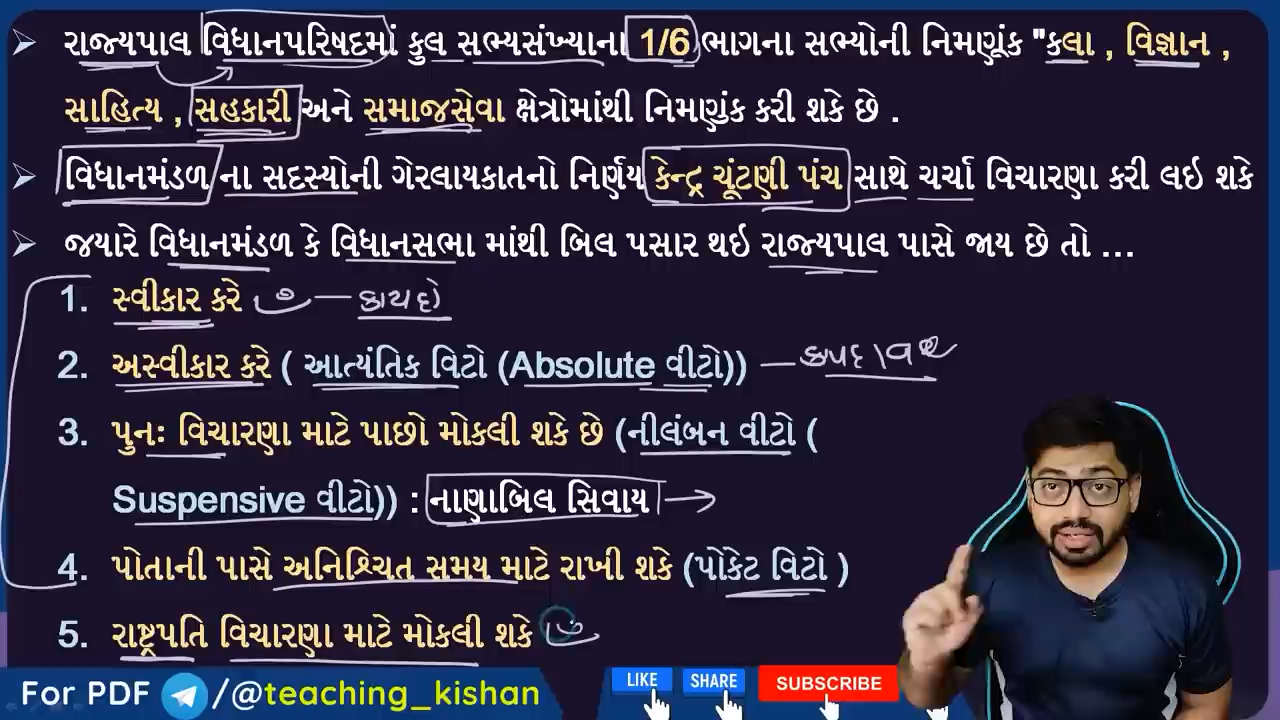 ➢ રાજ્યપાલ વિધાનપરિષદમાં કુલ સભ્યસંખ્યાના 1/6 ભાગના સભ્યોની નિમણૂંક "કલા , વિજ્ઞાન ,
સાહિત્ય , સહકારી અને સમાજસેવા ક્ષેત્રોમાંથી નિમણુંક કરી શકે છે .
➢ વિધાનમંડળ ના સદસ્યોની ગેરલાયકાતનો નિર્ણય કેન્દ્ર ચૂંટણી પંચ સાથે ચર્ચા વિચારણા કરી લઇ શકે
➢ જયારે વિધાનમંડળ કે વિધાનસભા માંથી બિલ પસાર થઇ રાજ્યપાલ પાસે જાય છે તો ...
1. સ્વીકાર કરે — કાયદો
2. અસ્વીકાર કરે ( આત્યંતિક વિટો (Absolute વીટો)) —
3. પુનઃ વિચારણા માટે પાછો મોકલી શકે છે (નીલંબન વીટો (
Suspensive વીટો)) : નાણાબિલ સિવાય →
4. પોતાની પાસે અનિશ્ચિત સમય માટે રાખી શકે (પોકેટ વિટો )
5. રાષ્ટ્રપતિ વિચારણા માટે મોકલી શકે
For PDF /@teaching_kishan LIKE SHARE SUBSCRIBE